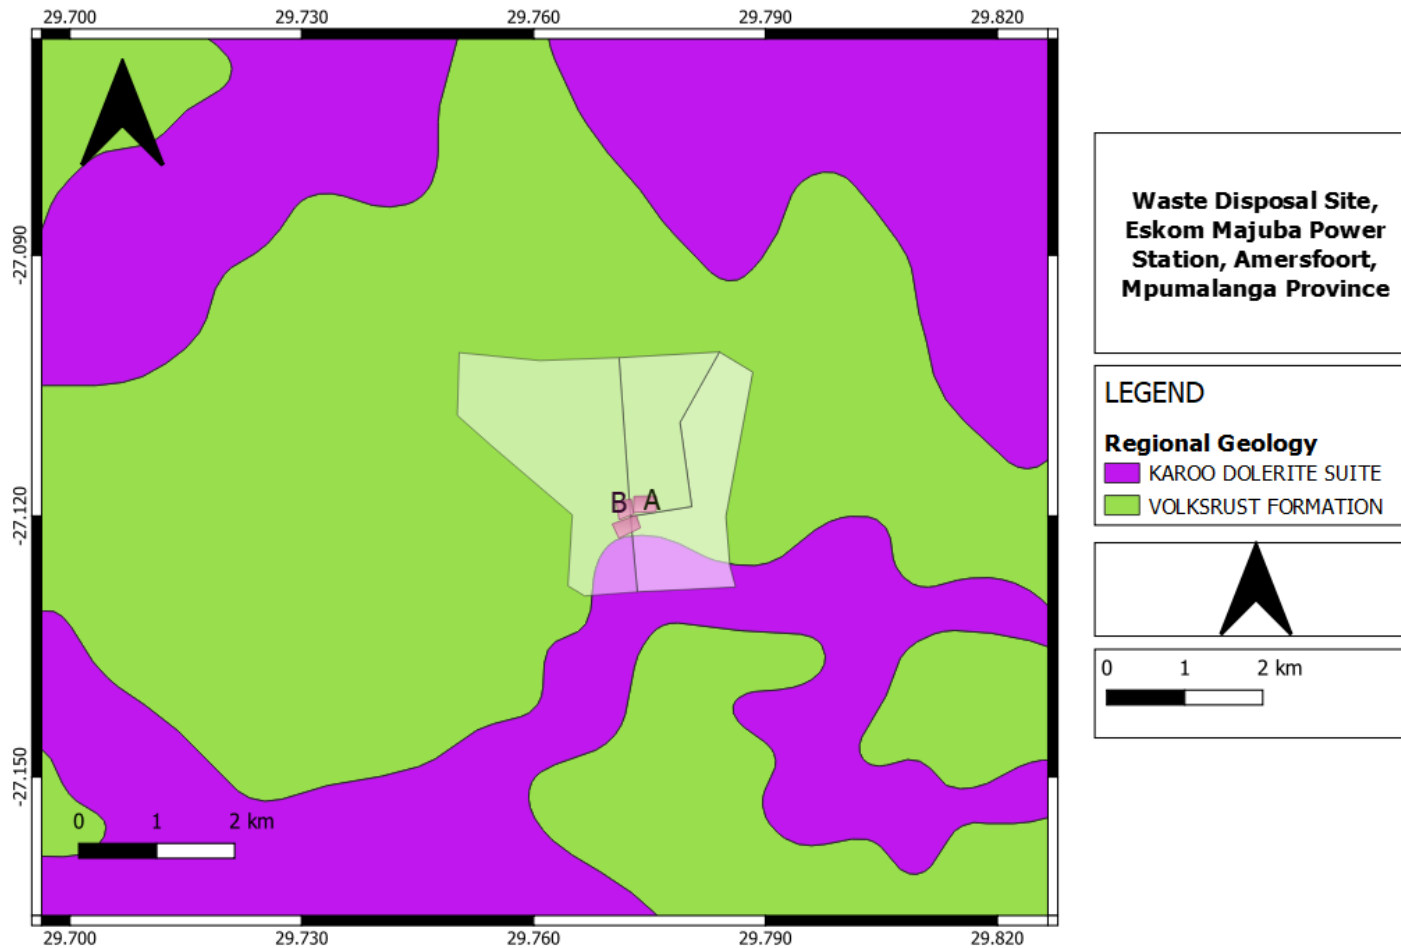 29.700 29.730 29.760 29.790 29.820
-27.090
-27.120
-27.150
B A
0 1 2 km
29.700 29.730 29.760 29.790 29.820
Waste Disposal Site,
Eskom Majuba Power
Station, Amersfoort,
Mpumalanga Province
LEGEND
Regional Geology
KAROO DOLERITE SUITE
VOLKSRUST FORMATION
0 1 2 km